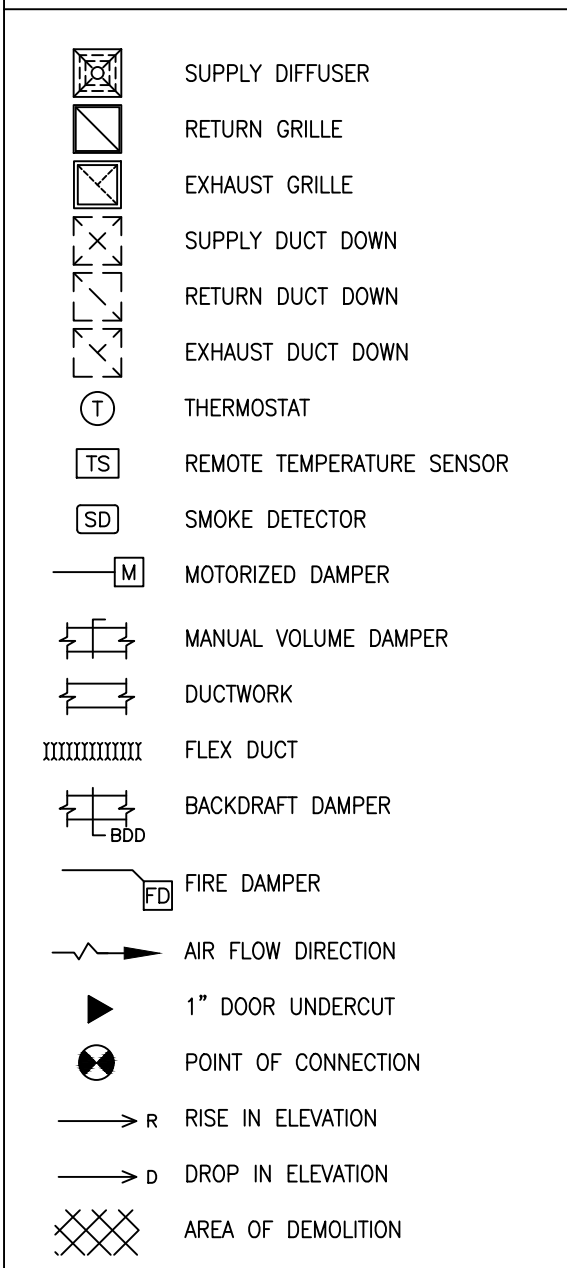 SUPPLY DIFFUSER
RETURN GRILLE
EXHAUST GRILLE
SUPPLY DUCT DOWN
RETURN DUCT DOWN
EXHAUST DUCT DOWN
T THERMOSTAT
TS REMOTE TEMPERATURE SENSOR
SD SMOKE DETECTOR
M MOTORIZED DAMPER
MANUAL VOLUME DAMPER
DUCTWORK
FLEX DUCT
BACKDRAFT DAMPER
BDD
FD FIRE DAMPER
AIR FLOW DIRECTION
1" DOOR UNDERCUT
POINT OF CONNECTION
R RISE IN ELEVATION
D DROP IN ELEVATION
AREA OF DEMOLITION